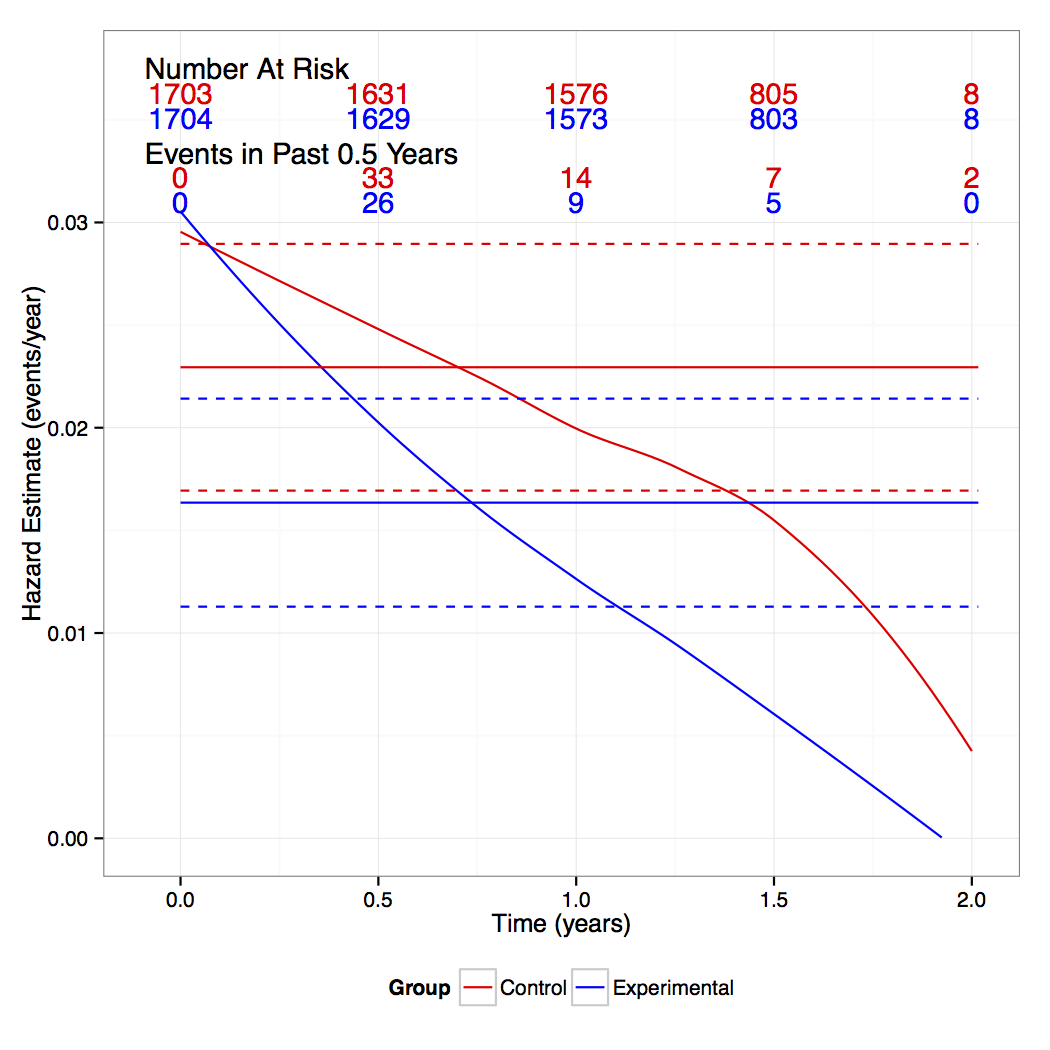 Number At Risk
1703 1631 1576 805 8
1704 1629 1573 803 8
Events in Past 0.5 Years
0 33 14 7 2
0 26 9 5 0
Hazard Estimate (events/year)
0.03
0.02
0.01
0.00
0.0 0.5 1.0 1.5 2.0
Time (years)
Group Control Experimental